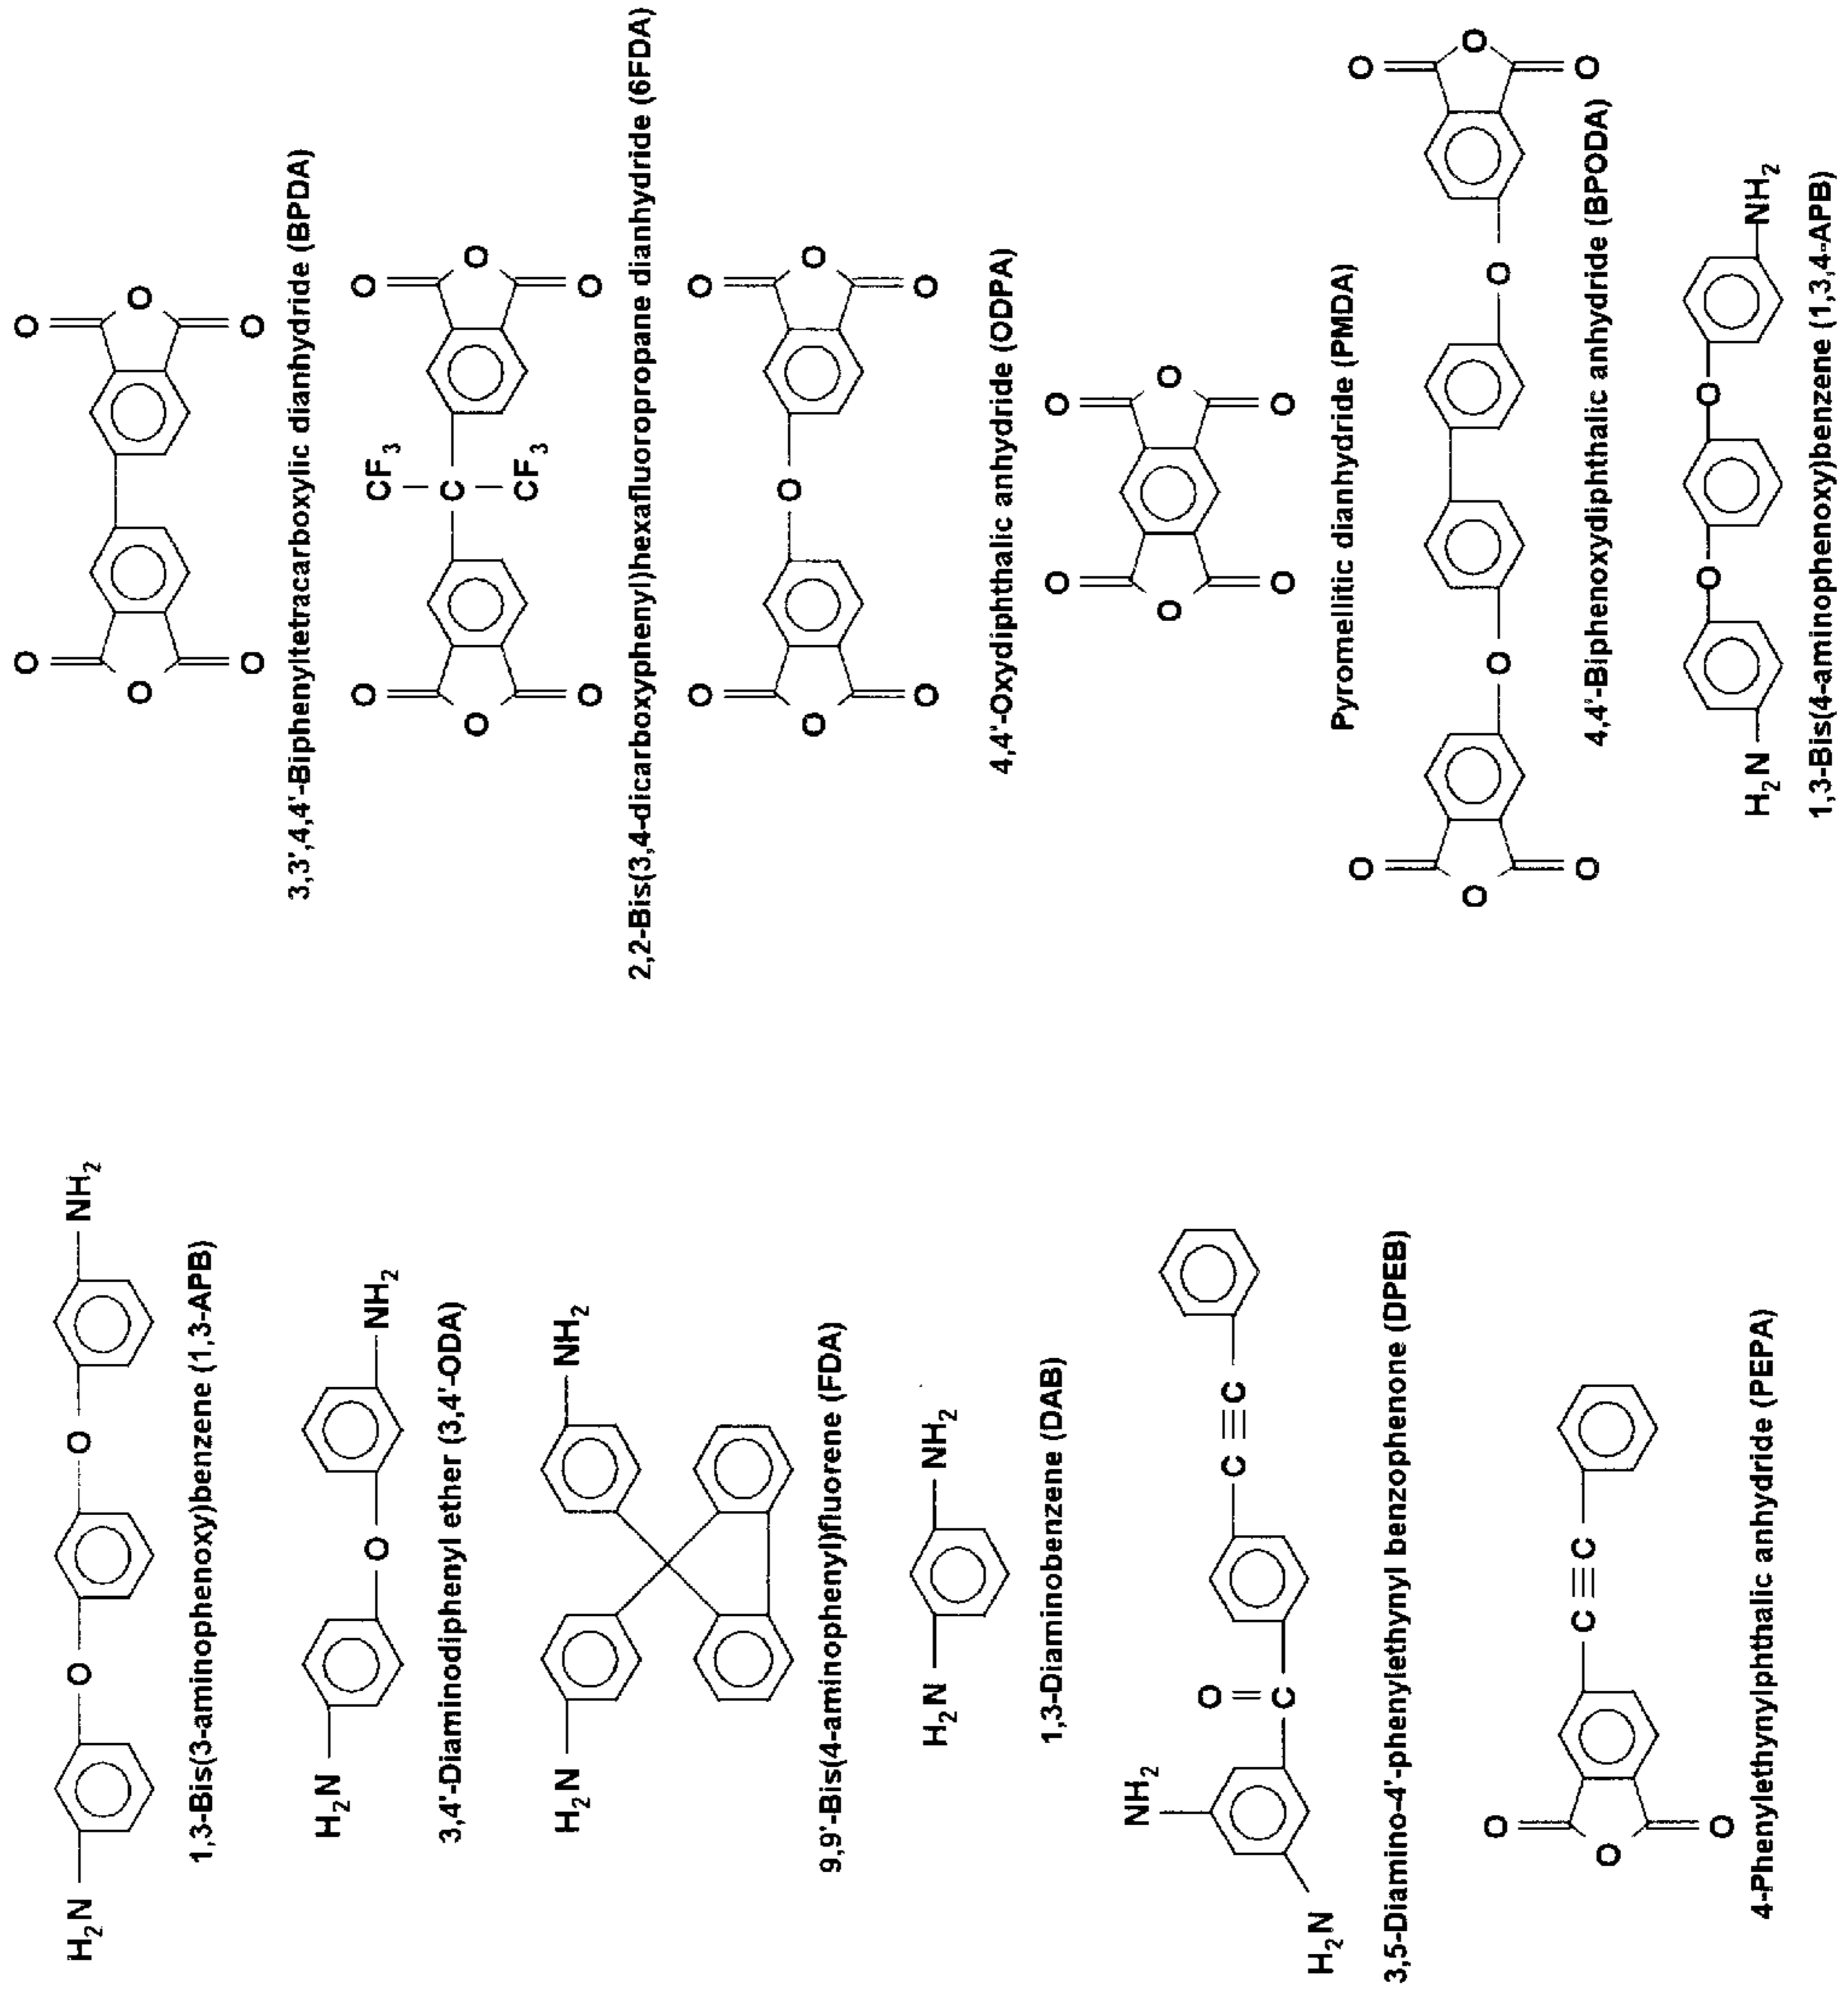 H₂N O O NH₂
1,3-Bis(3-aminophenoxy)benzene (1,3-APB)
H₂N O NH₂
3,4'-Diaminodiphenyl ether (3,4'-ODA)
H₂N NH₂
9,9'-Bis(4-aminophenyl)fluorene (FDA)
H₂N NH₂
1,3-Diaminobenzene (DAB)
NH₂
O
C C≡C
H₂N
3,5-Diamino-4'-phenylethynyl benzophenone (DPEB)
O
C≡C
O
O
4-Phenylethynylphthalic anhydride (PEPA)
O O
O O
O O
3,3',4,4'-Biphenyltetracarboxylic dianhydride (BPDA)
O CF₃ O
C
O O
CF₃
O O
2,2-Bis(3,4-dicarboxyphenyl)hexafluoropropane dianhydride (6FDA)
O O
O
O O
O O
4,4'-Oxydiphthalic anhydride (ODPA)
O O
O O
O O
Pyromellitic dianhydride (PMDA)
O O
O O
O O
O O
4,4'-Biphenoxydiphthalic anhydride (BPODA)
O O
H₂N NH₂
1,3-Bis(4-aminophenoxy)benzene (1,3,4-APB)